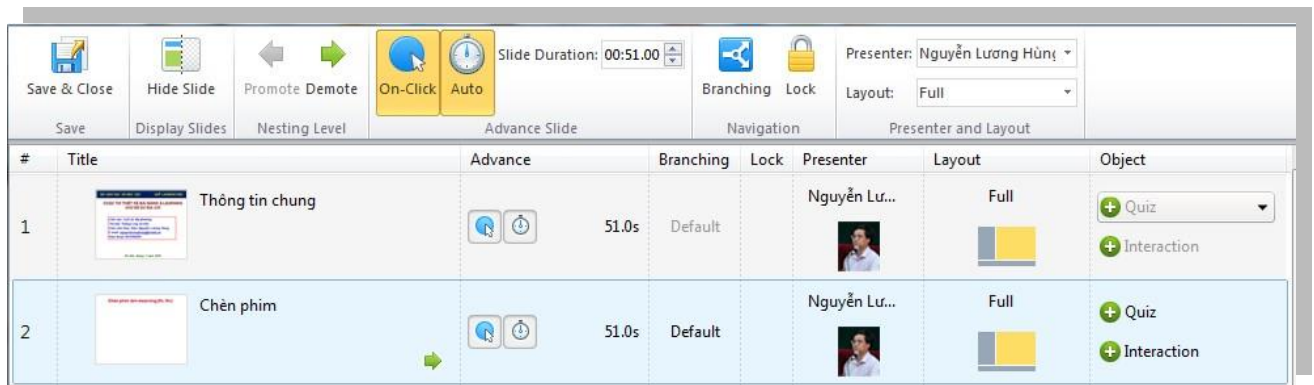 Save & Close
Hide Slide
Promote Demote
On-Click Auto
Slide Duration: 00:51.00
Branching Lock
Presenter: Nguyễn Lương Hùng
Layout: Full
Save Display Slides Nesting Level Advance Slide Navigation Presenter and Layout
# Title Advance Branching Lock Presenter Layout Object
1 Thông tin chung 51.0s Default Nguyễn Lư... Full Quiz
Interaction
2 Chèn phim 51.0s Default Nguyễn Lư... Full Quiz
Interaction